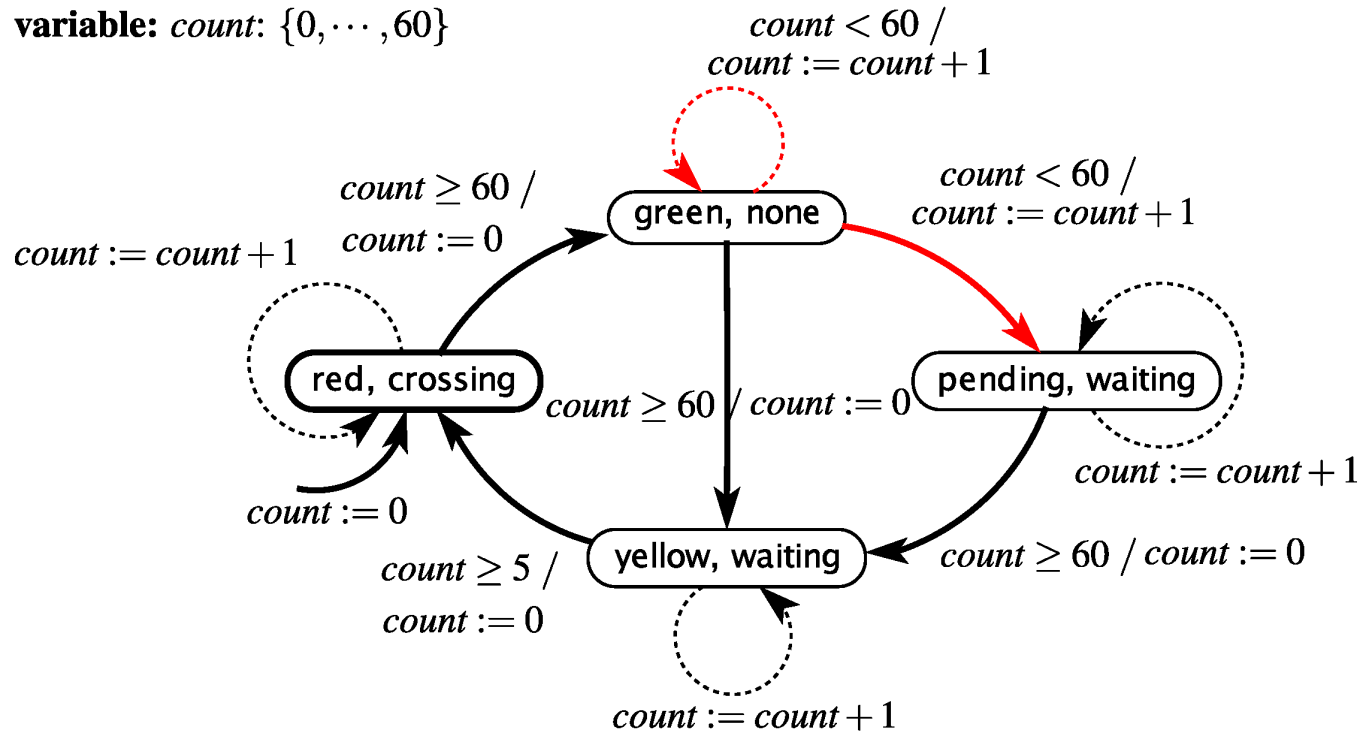 variable: count: {0, ⋯ , 60}
count < 60 /
count := count + 1
count ≥ 60 /
count := 0
green, none
count < 60 /
count := count + 1
count := count + 1
red, crossing
count ≥ 60 / count := 0
pending, waiting
count := count + 1
count := 0
count ≥ 5 /
count := 0
yellow, waiting
count ≥ 60 / count := 0
count := count + 1